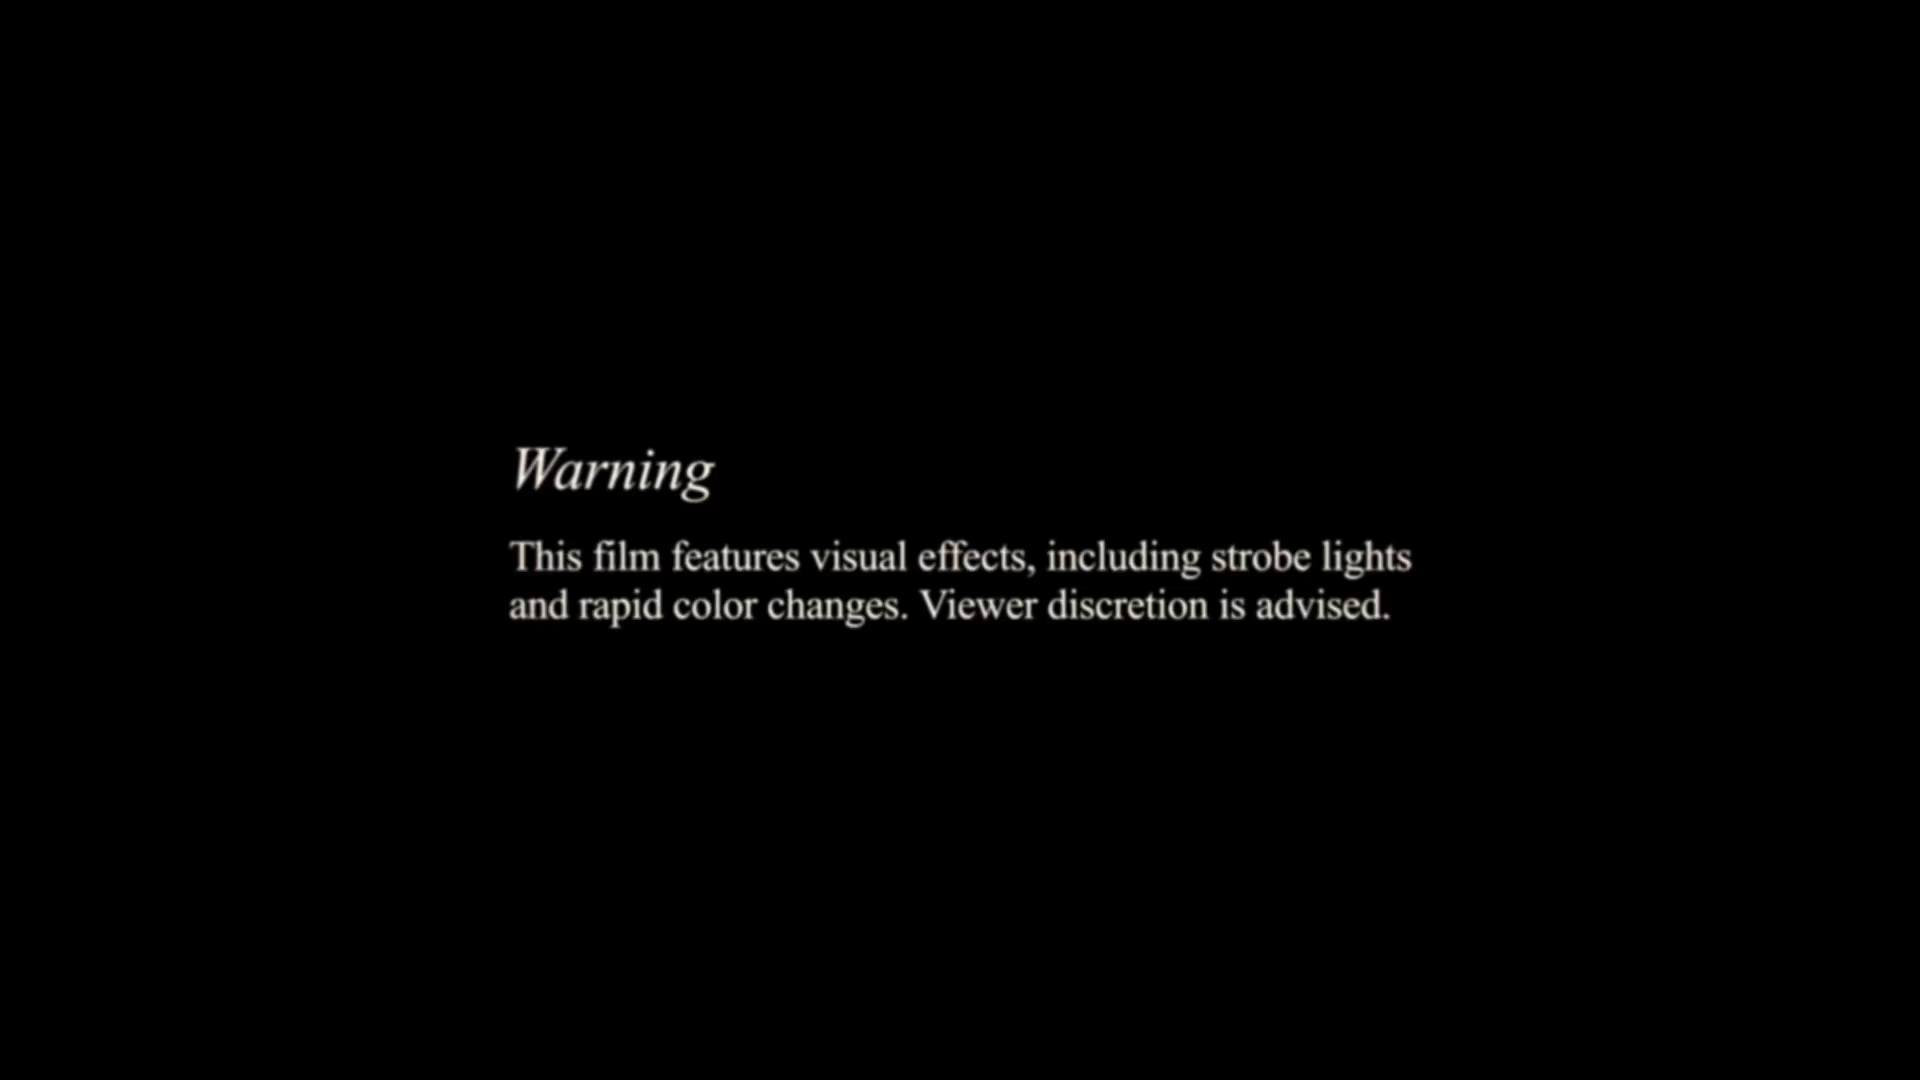 Warning
This film features visual effects, including strobe lights
and rapid color changes. Viewer discretion is advised.